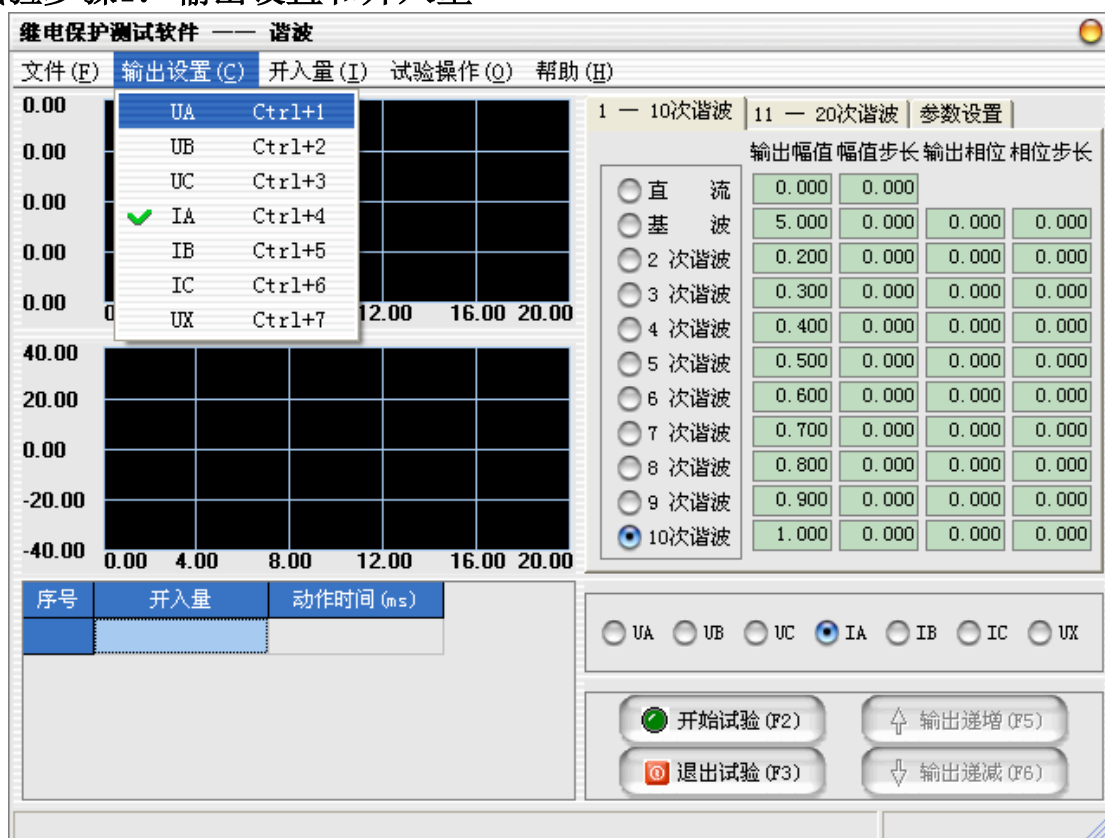 继电保护测试软件 —— 谐波
文件(F) 输出设置(C) 开入量(I) 试验操作(O) 帮助(H)
UA Ctrl+1
UB Ctrl+2
UC Ctrl+3
IA Ctrl+4
IB Ctrl+5
IC Ctrl+6
UX Ctrl+7
0.00
0.00
0.00
0.00
0.00
12.00 16.00 20.00
40.00
20.00
0.00
-20.00
-40.00
0.00 4.00 8.00 12.00 16.00 20.00
1 — 10次谐波 11 — 20次谐波 参数设置
输出幅值 幅值步长 输出相位 相位步长
直 流 0.000 0.000
基 波 5.000 0.000 0.000 0.000
2 次谐波 0.200 0.000 0.000 0.000
3 次谐波 0.300 0.000 0.000 0.000
4 次谐波 0.400 0.000 0.000 0.000
5 次谐波 0.500 0.000 0.000 0.000
6 次谐波 0.600 0.000 0.000 0.000
7 次谐波 0.700 0.000 0.000 0.000
8 次谐波 0.800 0.000 0.000 0.000
9 次谐波 0.900 0.000 0.000 0.000
10次谐波 1.000 0.000 0.000 0.000
序号 开入量 动作时间(ms)
UA UB UC IA IB IC UX
开始试验(F2) 输出递增(F5)
退出试验(F3) 输出递减(F6)